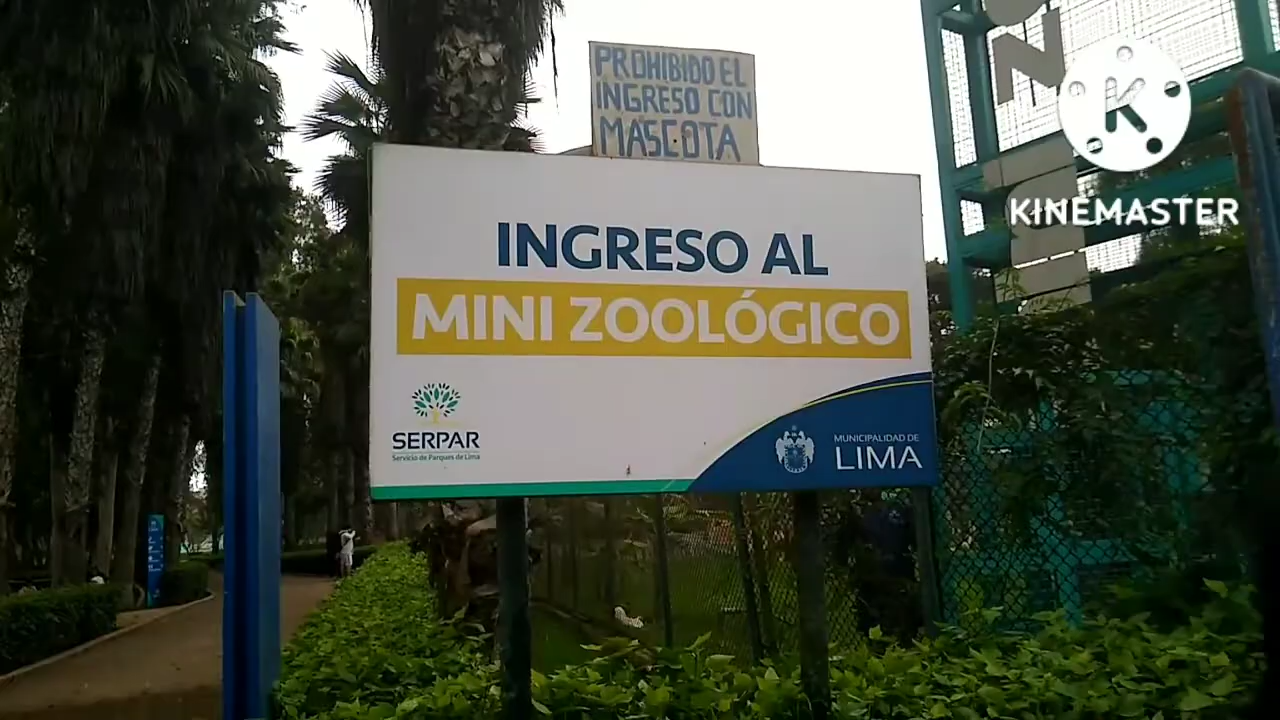 PROHIBIDO EL
INGRESO CON
MASCOTA
INGRESO AL
MINI ZOOLÓGICO
SERPAR
Servicio de Parques de Lima
MUNICIPALIDAD DE
LIMA
K
KINEMASTER